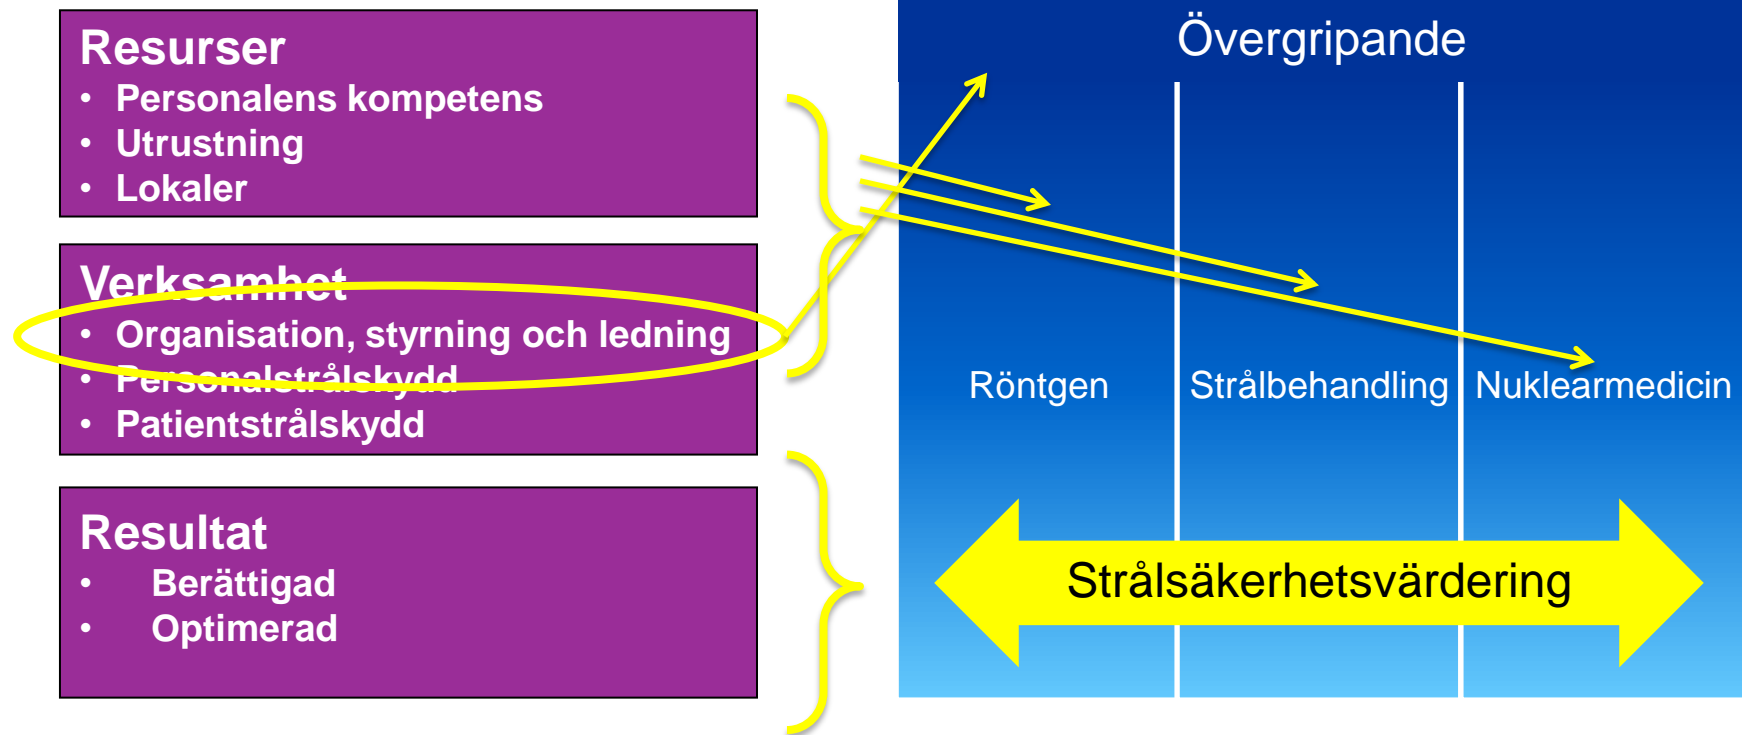 Resurser
• Personalens kompetens
• Utrustning
• Lokaler
Verksamhet
• Organisation, styrning och ledning
• Personalstrålskydd
• Patientstrålskydd
Resultat
• Berättigad
• Optimerad
Övergripande
Röntgen
Strålbehandling
Nuklearmedicin
Strålsäkerhetsvärdering